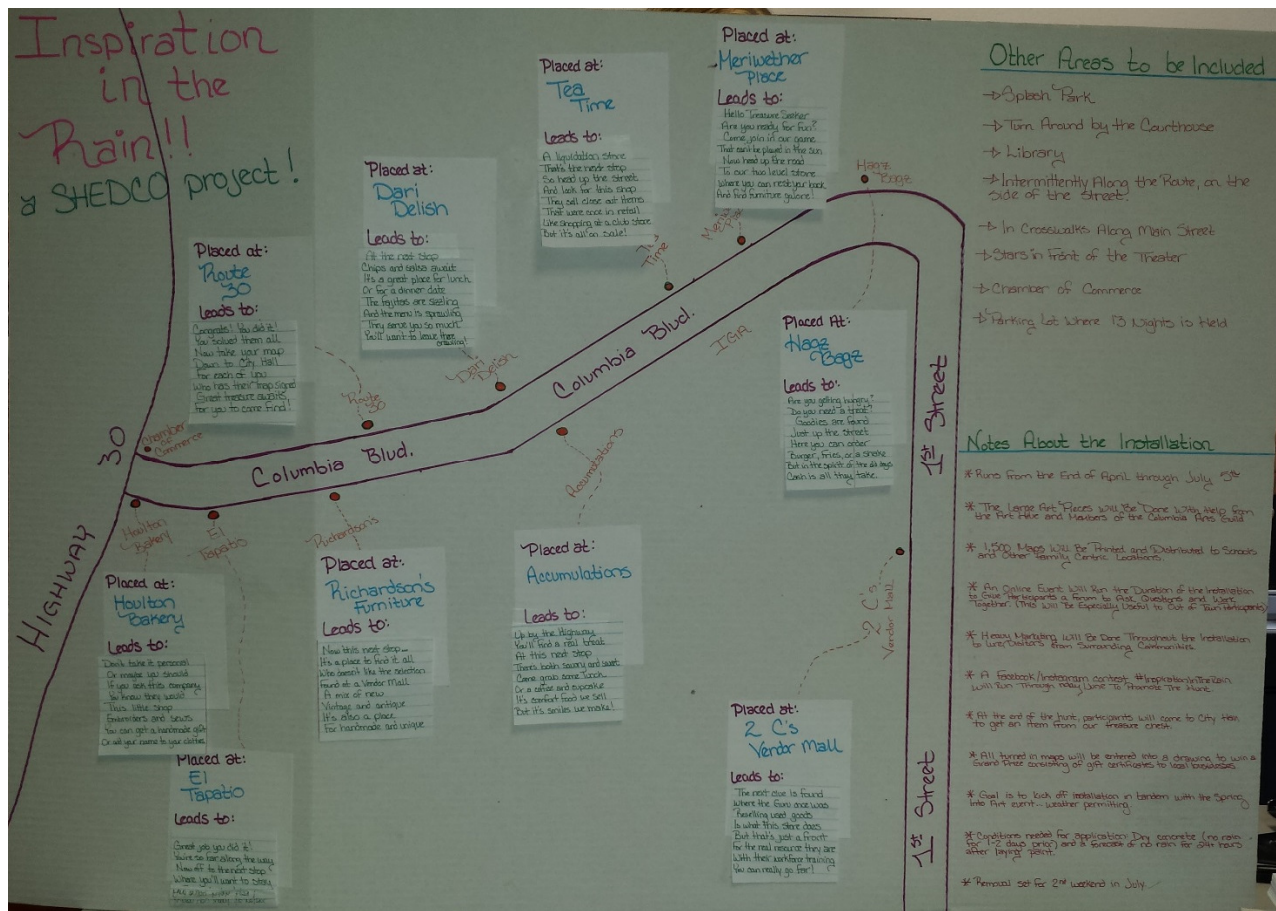 Inspiration
in the
Rain!!
a SHEDCO project!
Placed at:
Route
30
Leads to:
Congrats! You did it!
You solved them all
Now take your map
Down to City Hall
For each of you
Who has their map signed
Great treasure awaits
for you to come find!
Placed at:
Dari
Delish
Leads to:
At the next stop
Chips and salsa await
It's a great place for lunch
Or for a dinner date
The fajitas are sizzling
And the menu is sprawling
They serve you so much
You'll want to leave there
crawling!
Placed at:
Tea
Time
Leads to:
A liquidation store
That's the next stop
So head up the street
And look for this shop
They sell close out items
That were once in retail
Like shopping at a club store
But it's all on sale!
Placed at:
Meriwether
Place
Leads to:
Hello Treasure Seeker
Are you ready for fun?
Come join in our game
That can't be played in the sun
Now head up the road
To our two level store
Where you can rest your back
And find furniture galore!
Hagz
Bagz
Placed At:
Hagz
Bagz
Leads to:
Are you getting hungry?
Do you need a treat?
Goodies are found
Just up the street
Here you can order
Burger, fries, or a shake
But in the spirit of the old days
Cash is all they take.
Other Areas to be Included
→ Splash Park
→ Turn Around by the Courthouse
→ Library
→ Intermittently Along the Route, on the
side of the Street.
→ In Crosswalks Along Main Street
→ Stars in Front of the Theater
→ Chamber of Commerce
→ Parking Lot Where 13 Nights is Held
Notes About the Installation
* Runs from the End of April through July 5th
* The Large Art Pieces Will Be Done With Help from
the Art Hive and Members of the Columbia Arts Guild
* 1,500 Maps Will Be Printed and Distributed to Schools
and Other Family Centric Locations.
* An Online Event Will Run the Duration of the Installation
to Give Participants a Forum to Ask Questions and Work
Together (This Will Be Especially Useful to Out of Town Participants)
* Heavy Marketing Will Be Done Throughout the Installation
to Lure Visitors From Surrounding Communities
* A Facebook/Instagram contest #InspirationInTheRain
Will Run Through May/June To Promote The Hunt
* At the end of the hunt, participants will come to City Hall
to get an item from our treasure chest.
* All turned in maps will be entered into a drawing to win a
Grand Prize consisting of gift certificates to local businesses
* Goal is to kick off installation in tandem with the Spring
into Art event... weather permitting.
* Conditions needed for application: Dry concrete (no rain
for 1-2 days prior) and a forecast of no rain for 24 hours
after laying paint.
* Removal set for 2nd weekend in July
HIGHWAY 30
Chamber
of
Commerce
Route
30
Dari
Delish
Tea
Time
Columbia Blvd.
Columbia Blvd.
IGA
1st Street
1st Street
Houlton
Bakery
El
Tapatio
Richardson's
2 C's
Vendor Mall
Placed at:
Houlton
Bakery
Leads to:
Don't take it personal
Or maybe you should
If you ask this company
You know they would
This little shop
Embroiders and sews
You can get a handmade gift
Or add your name to your clothes
Placed at:
El
Tapatio
Leads to:
Great job you did it!
You're so far along the way
Now off to the next stop
Where you'll want to stay
Placed at:
Richardson's
Furniture
Leads to:
Now this next stop...
It's a place to find it all
Who doesn't like the selection
Found at a Vendor Mall
A mix of new
Vintage and antique
It's also a place
For handmade and unique
Placed at:
Accumulations
Leads to:
Up by the Highway
You'll find a real treat
At this next stop
There's both savory and sweet
Come grab some lunch
Or a coffee and cupcake
It's comfort food we sell
But it's smiles we make!
Placed at:
2 C's
Vendor Mall
Leads to:
The next clue is found
Where the Guru once was
Reselling used goods
Is what this store does
But that's just a front
For the real resource they are
With their workforce training
You can really go far!